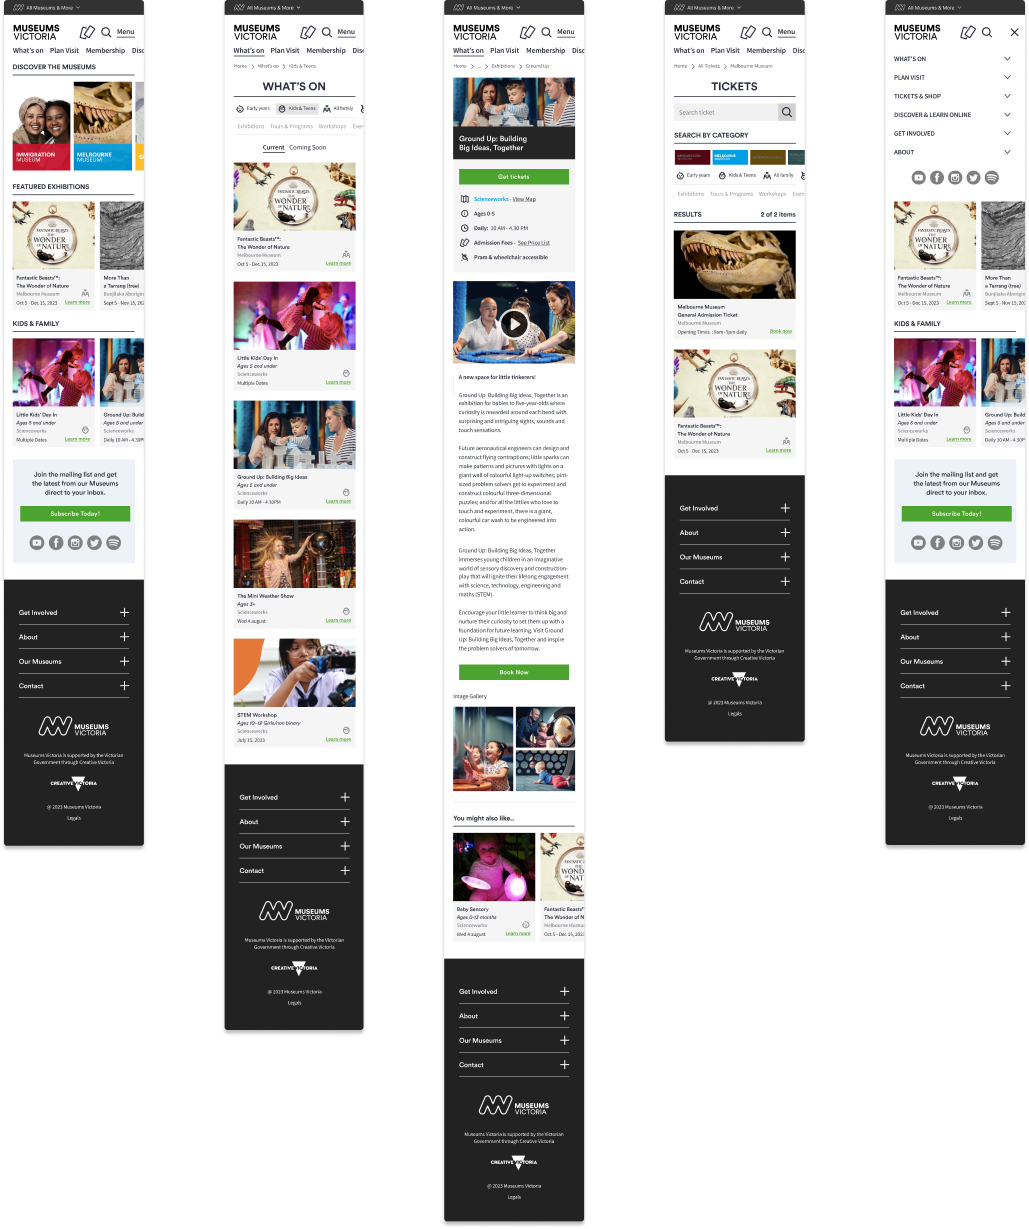 All Museums & More
MUSEUMS
VICTORIA
Menu
What's on Plan Visit Membership Disc
DISCOVER THE MUSEUMS
IMMIGRATION
MUSEUM
MELBOURNE
MUSEUM
S
FEATURED EXHIBITIONS
FANTASTIC BEASTS
THE
WONDER
OF
NATURE
Fantastic Beasts™:
The Wonder of Nature
Melbourne Museum
Oct 5 - Dec 15, 2023
Learn more
More Than
a Tarrang (tree)
Bunjilaka Aborigin
Sept 5 - Nov 15, 202
KIDS & FAMILY
Little Kids' Day In
Ages 5 and under
Scienceworks
Multiple Dates
Learn more
Ground Up: Build
Ages 5 and under
Scienceworks
Daily 10 AM - 4.30P
Join the mailing list and get
the latest from our Museums
direct to your inbox.
Subscribe Today!
Get Involved
About
Our Museums
Contact
MUSEUMS
VICTORIA
Museums Victoria is supported by the Victorian
Government through Creative Victoria
CREATIVE VICTORIA
@ 2023 Museums Victoria
Legals
All Museums & More
MUSEUMS
VICTORIA
Menu
What's on Plan Visit Membership Disc
Home > What's on > Kids & Teens
WHAT'S ON
Early years Kids & Teens All family
Exhibitions Tours & Programs Workshops Even
Current Coming Soon
FANTASTIC BEASTS
THE
WONDER
OF
NATURE
Fantastic Beasts™:
The Wonder of Nature
Melbourne Museum
Oct 5 - Dec 15, 2023
Learn more
Little Kids' Day In
Ages 5 and under
Scienceworks
Multiple Dates
Learn more
Ground Up: Building Big Ideas
Ages 5 and under
Scienceworks
Daily 10 AM - 4.30PM
Learn more
The Mini Weather Show
Ages 3+
Scienceworks
Wed 4 august
Learn more
STEM Workshop
Ages 10-13 Girls/non binary
Scienceworks
July 15, 2023
Learn more
Get Involved
About
Our Museums
Contact
MUSEUMS
VICTORIA
Museums Victoria is supported by the Victorian
Government through Creative Victoria
CREATIVE VICTORIA
@ 2023 Museums Victoria
Legals
All Museums & More
MUSEUMS
VICTORIA
Menu
What's on Plan Visit Membership Disc
Home > ... > Exhibitions > Ground Up
Ground Up: Building
Big Ideas, Together
Get tickets
Scienceworks - View Map
Ages 0-5
Daily: 10 AM - 4.30 PM
Admission Fees - See Price List
Pram & wheelchair accessible
A new space for little tinkerers!
Ground Up: Building Big Ideas, Together is an
exhibition for babies to five-year-olds where
curiosity is rewarded around each bend with
surprising and intriguing sights, sounds and
touch sensations.
Future aeronautical engineers can design and
construct flying contraptions; little sparks can
make patterns and pictures with lights on a
giant wall of colourful light-up switches; pint-
sized problem solvers get to experiment and
construct colourful three-dimensional
puzzles; and for all the littlies who love to
touch and experiment, there is a giant,
colourful car wash to be engineered into
action.
Ground Up: Building Big Ideas, Together
immerses young children in an imaginative
world of sensory discovery and construction-
play that will ignite their lifelong engagement
with science, technology, engineering and
maths (STEM).
Encourage your little learner to think big and
nurture their curiosity to set them up with a
foundation for future learning. Visit Ground
Up: Building Big Ideas, Together and inspire
the problem solvers of tomorrow.
Book Now
Image Gallery
You might also like..
Baby Sensory
Ages 0-13 months
Scienceworks
Wed 4 august
Learn more
Fantastic Beasts™
The Wonder of N
Melbourne Museu
Oct 5 - Dec 15, 202
Get Involved
About
Our Museums
Contact
MUSEUMS
VICTORIA
Museums Victoria is supported by the Victorian
Government through Creative Victoria
CREATIVE VICTORIA
@ 2023 Museums Victoria
Legals
All Museums & More
MUSEUMS
VICTORIA
Menu
What's on Plan Visit Membership Disc
Home > All Tickets > Melbourne Museum
TICKETS
Search ticket
SEARCH BY CATEGORY
MELBOURNE
Early years Kids & Teens All family
Exhibitions Tours & Programs Workshops Even
RESULTS
2 of 2 items
Melbourne Museum
General Admission Ticket
Melbourne Museum
Opening Times : 9am-5pm daily
Book now
FANTASTIC BEASTS
THE
WONDER
OF
NATURE
Fantastic Beasts™:
The Wonder of Nature
Melbourne Museum
Oct 5 - Dec 15, 2023
Learn more
Get Involved
About
Our Museums
Contact
MUSEUMS
VICTORIA
Museums Victoria is supported by the Victorian
Government through Creative Victoria
CREATIVE VICTORIA
@ 2023 Museums Victoria
Legals
All Museums & More
MUSEUMS
VICTORIA
WHAT'S ON
PLAN VISIT
TICKETS & SHOP
DISCOVER & LEARN ONLINE
GET INVOLVED
ABOUT
FANTASTIC BEASTS
THE
WONDER
OF
NATURE
Fantastic Beasts™:
The Wonder of Nature
Melbourne Museum
Oct 5 - Dec 15, 2023
Learn more
More Than
a Tarrang (tree)
Bunjilaka Aborigin
Sept 5 - Nov 15, 202
KIDS & FAMILY
Little Kids' Day In
Ages 5 and under
Scienceworks
Multiple Dates
Learn more
Ground Up: Build
Ages 5 and under
Scienceworks
Daily 10 AM - 4.30P
Join the mailing list and get
the latest from our Museums
direct to your inbox.
Subscribe Today!
Get Involved
About
Our Museums
Contact
MUSEUMS
VICTORIA
Museums Victoria is supported by the Victorian
Government through Creative Victoria
CREATIVE VICTORIA
@ 2023 Museums Victoria
Legals